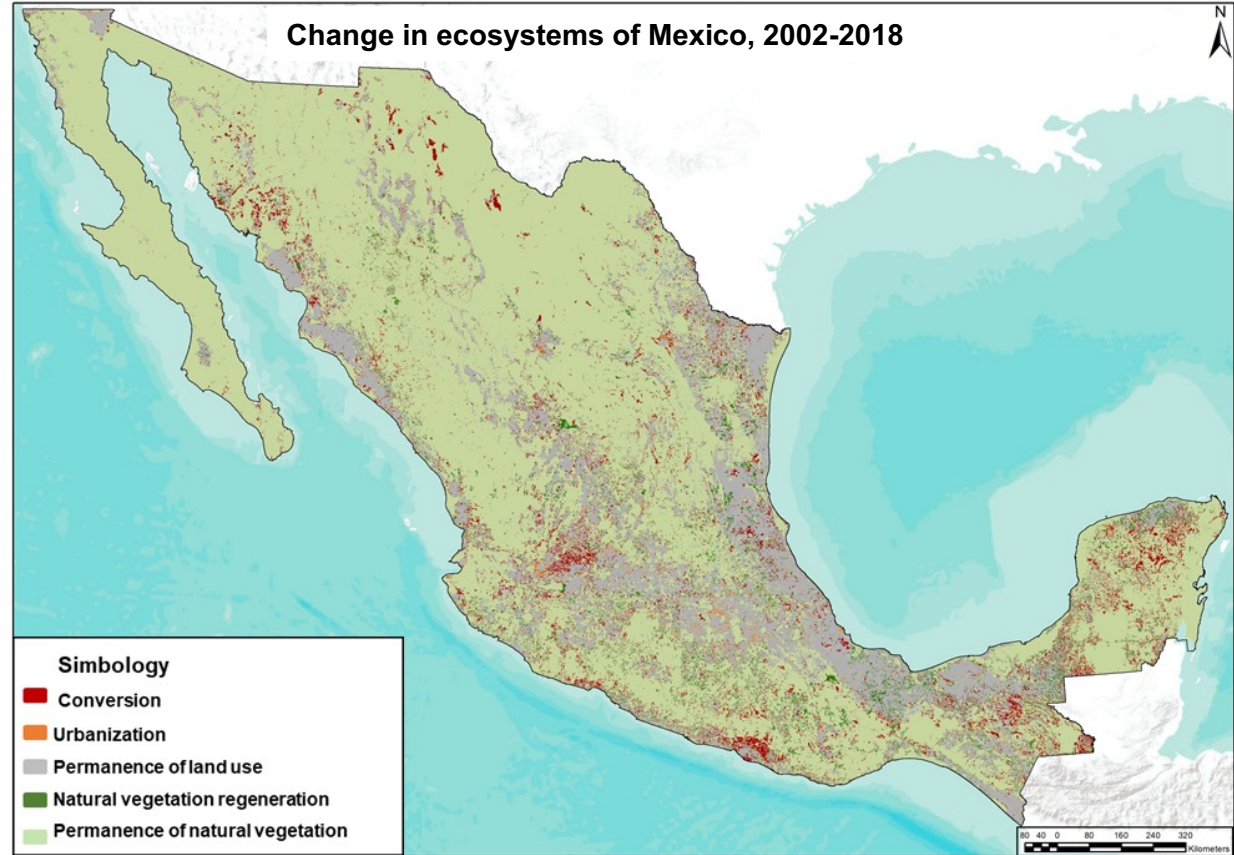 Change in ecosystems of Mexico, 2002-2018
N
Simbology
Conversion
Urbanization
Permanence of land use
Natural vegetation regeneration
Permanence of natural vegetation
80 40 0 80 160 240 320
Kilometers